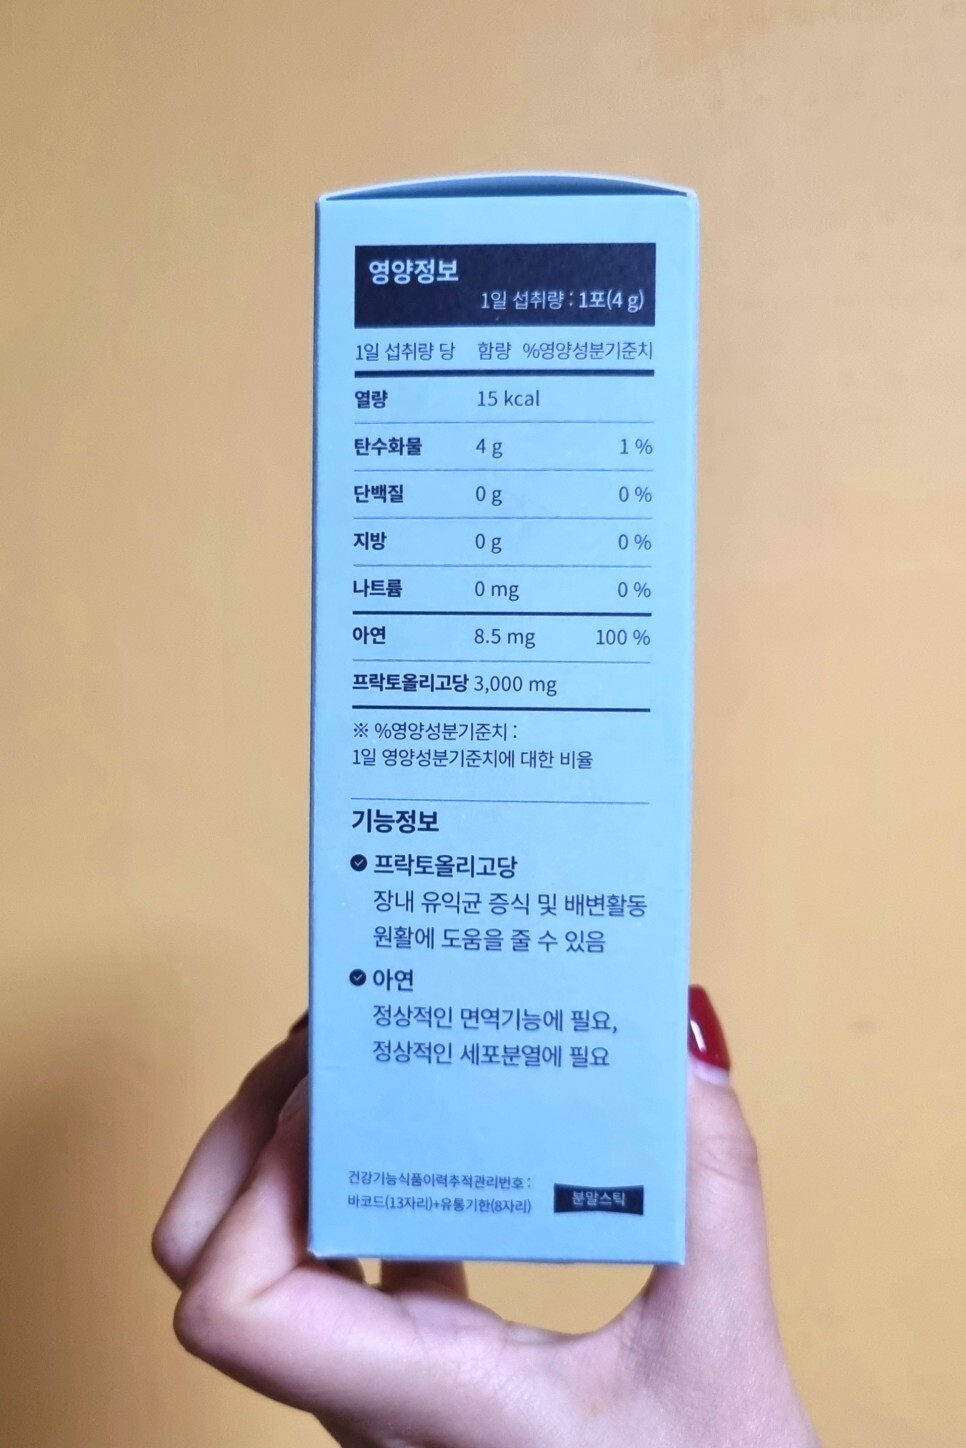 영양정보
1일 섭취량 : 1포(4 g)
1일 섭취량 당 함량 %영양성분기준치
열량 15 kcal
탄수화물 4 g 1 %
단백질 0 g 0 %
지방 0 g 0 %
나트륨 0 mg 0 %
아연 8.5 mg 100 %
프락토올리고당 3,000 mg
※ %영양성분기준치 :
1일 영양성분기준치에 대한 비율
기능정보
프락토올리고당
장내 유익균 증식 및 배변활동
원활에 도움을 줄 수 있음
아연
정상적인 면역기능에 필요,
정상적인 세포분열에 필요
건강기능식품이력추적관리번호 :
바코드(13자리)+유통기한(8자리)
분말스틱